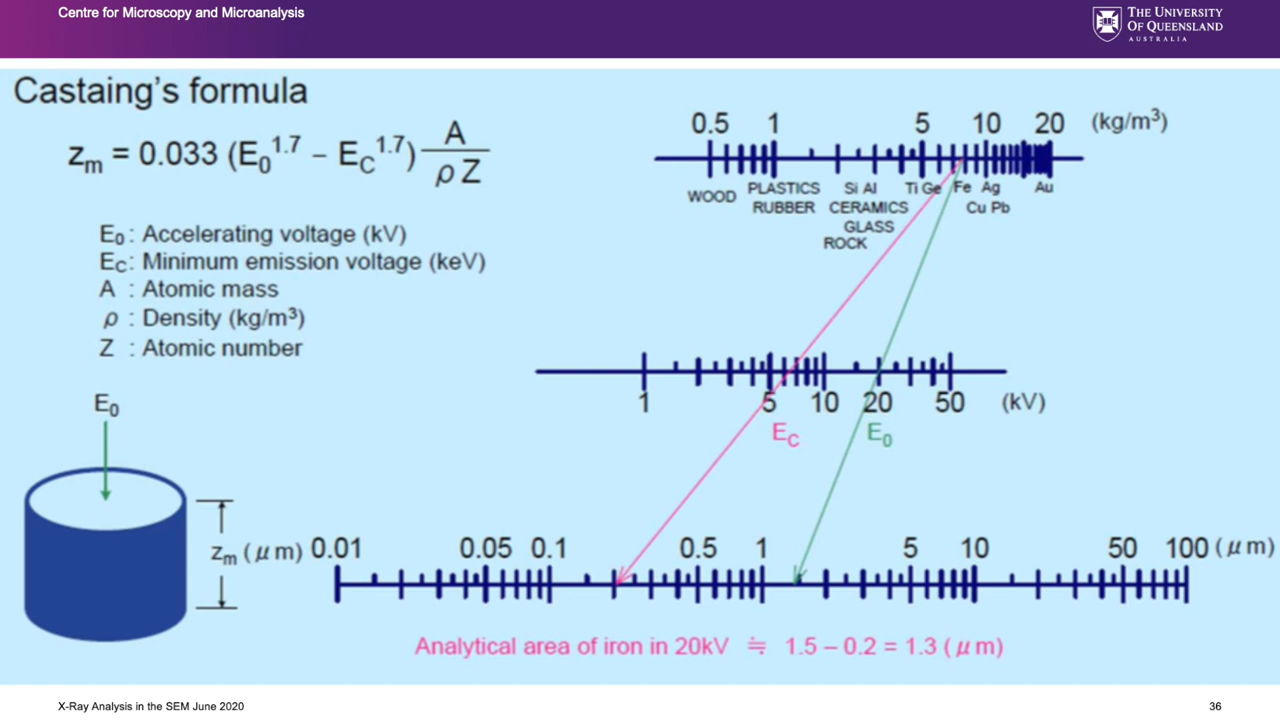 Centre for Microscopy and Microanalysis
THE UNIVERSITY
OF QUEENSLAND
AUSTRALIA
Castaing's formula
zm = 0.033 (E0^1.7 – EC^1.7) A / ρ Z
E0 : Accelerating voltage (kV)
EC: Minimum emission voltage (keV)
A : Atomic mass
ρ : Density (kg/m³)
Z : Atomic number
0.5 1 5 10 20 (kg/m³)
WOOD PLASTICS RUBBER Si Al CERAMICS GLASS ROCK Ti Ge Fe Ag Cu Pb Au
1 5 10 20 50 (kV)
EC E0
E0
zm (μm)
0.01 0.05 0.1 0.5 1 5 10 50 100 (μm)
Analytical area of iron in 20kV ≒ 1.5 – 0.2 = 1.3 (μm)
X-Ray Analysis in the SEM June 2020
36